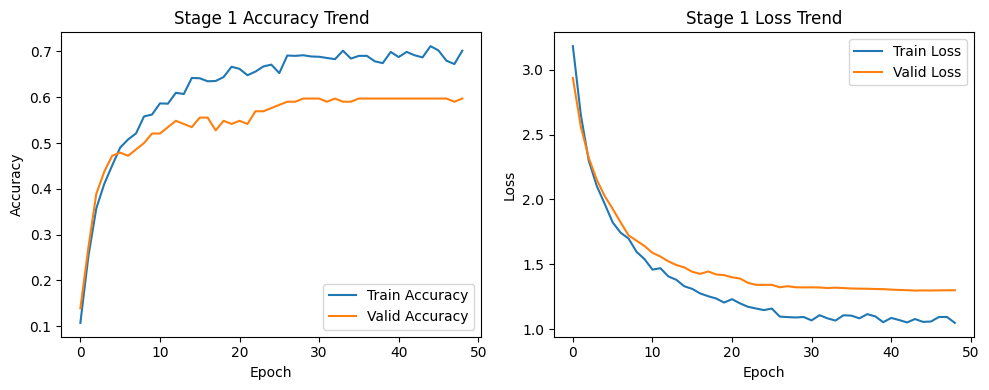 Stage 1 Accuracy Trend
Accuracy
0.7
0.6
0.5
0.4
0.3
0.2
0.1
0
10
20
30
40
50
Epoch
Train Accuracy
Valid Accuracy
Stage 1 Loss Trend
Loss
3.0
2.5
2.0
1.5
1.0
0
10
20
30
40
50
Epoch
Train Loss
Valid Loss